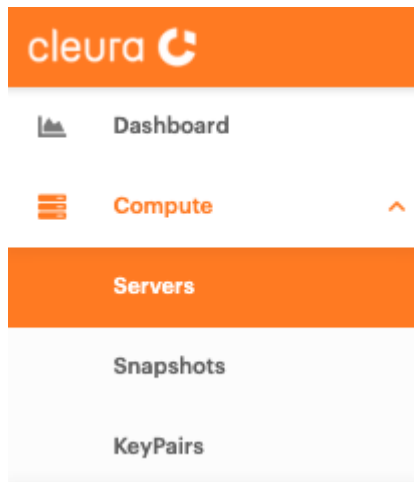 cleura
Dashboard
Compute
Servers
Snapshots
KeyPairs